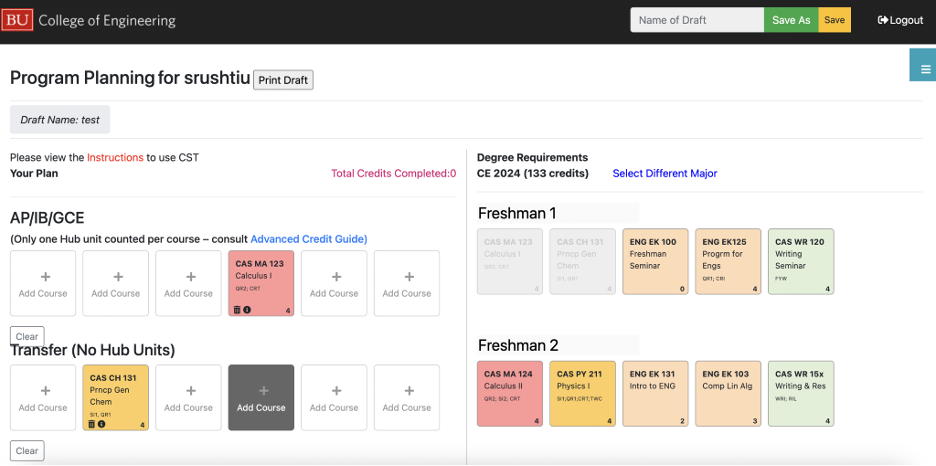 BU College of Engineering
Name of Draft Save As Save Logout
Program Planning for srushtiu Print Draft
Draft Name: test
Please view the Instructions to use CST
Your Plan
Total Credits Completed:0
AP/IB/GCE
(Only one Hub unit counted per course – consult Advanced Credit Guide)
+ Add Course
+ Add Course
+ Add Course
CAS MA 123
Calculus I
QR2; CRT
4
+ Add Course
+ Add Course
Clear
Transfer (No Hub Units)
+ Add Course
CAS CH 131
Prncp Gen
Chem
SI1, QR1
4
+ Add Course
+ Add Course
+ Add Course
+ Add Course
Clear
Degree Requirements
CE 2024 (133 credits)
Select Different Major
Freshman 1
CAS MA 123
Calculus I
QR2; CRT
4
CAS CH 131
Prncp Gen
Chem
SI1, QR1
4
ENG EK 100
Freshman
Seminar
0
ENG EK125
Progrm for
Engs
QR1; CRI
4
CAS WR 120
Writing
Seminar
FYW
4
Freshman 2
CAS MA 124
Calculus II
QR2; SI2, CRT
4
CAS PY 211
Physics I
SI1;QR1;CRT;TWC
4
ENG EK 131
Intro to ENG
2
ENG EK 103
Comp Lin Alg
3
CAS WR 15x
Writing & Res
WRI; RIL
4